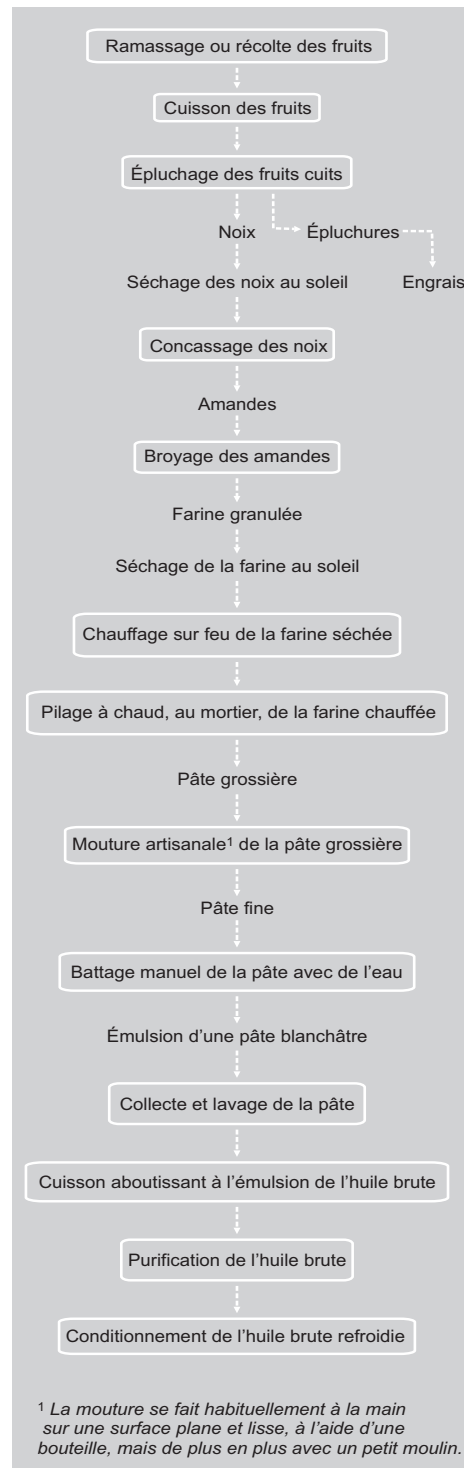 Ramassage ou récolte des fruits
Cuisson des fruits
Épluchage des fruits cuits
Noix
Épluchures
Séchage des noix au soleil
Engrais
Concassage des noix
Amandes
Broyage des amandes
Farine granulée
Séchage de la farine au soleil
Chauffage sur feu de la farine séchée
Pilage à chaud, au mortier, de la farine chauffée
Pâte grossière
Mouture artisanale¹ de la pâte grossière
Pâte fine
Battage manuel de la pâte avec de l’eau
Émulsion d’une pâte blanchâtre
Collecte et lavage de la pâte
Cuisson aboutissant à l’émulsion de l’huile brute
Purification de l’huile brute
Conditionnement de l’huile brute refroidie
¹ La mouture se fait habituellement à la main
sur une surface plane et lisse, à l’aide d’une
bouteille, mais de plus en plus avec un petit moulin.